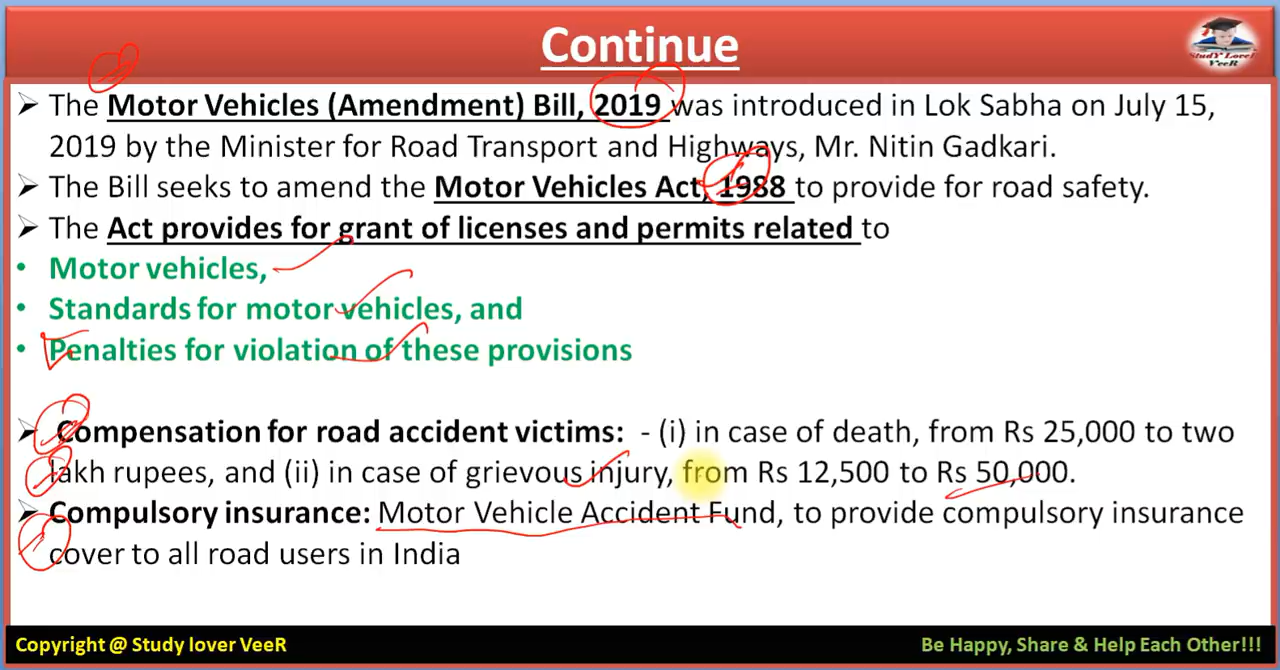 Continue
StudY LoveR
VeeR
➢ The Motor Vehicles (Amendment) Bill, 2019 was introduced in Lok Sabha on July 15,
2019 by the Minister for Road Transport and Highways, Mr. Nitin Gadkari.
➢ The Bill seeks to amend the Motor Vehicles Act, 1988 to provide for road safety.
➢ The Act provides for grant of licenses and permits related to
• Motor vehicles,
• Standards for motor vehicles, and
• Penalties for violation of these provisions
➢ Compensation for road accident victims: - (i) in case of death, from Rs 25,000 to two
lakh rupees, and (ii) in case of grievous injury, from Rs 12,500 to Rs 50,000.
➢ Compulsory insurance: Motor Vehicle Accident Fund, to provide compulsory insurance
cover to all road users in India
Copyright @ Study lover VeeR
Be Happy, Share & Help Each Other!!!